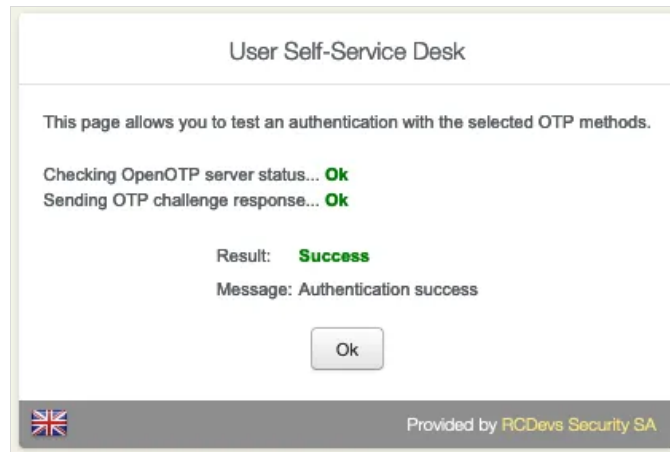 User Self-Service Desk
This page allows you to test an authentication with the selected OTP methods.
Checking OpenOTP server status... Ok
Sending OTP challenge response... Ok
Result: Success
Message: Authentication success
Ok
Provided by RCDevs Security SA